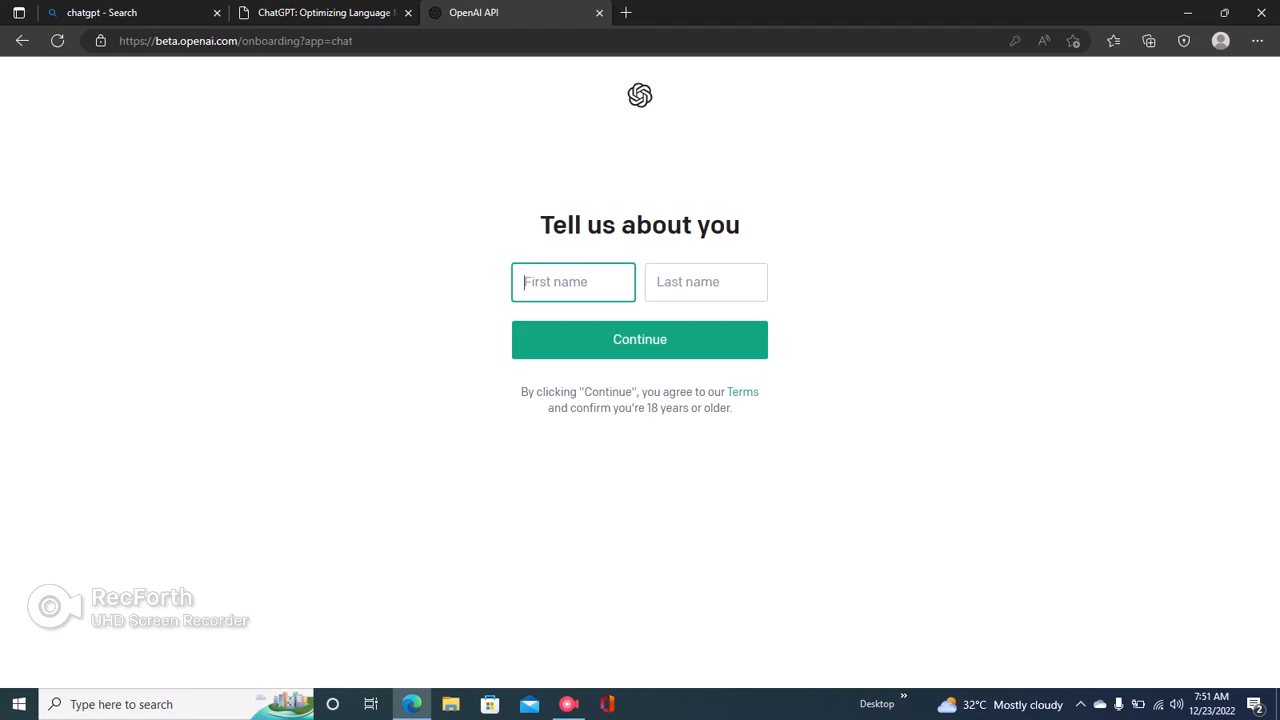 chatgpt - Search
ChatGPT: Optimizing Language
OpenAI API
https://beta.openai.com/onboarding?app=chat
Tell us about you
First name
Last name
Continue
By clicking "Continue", you agree to our Terms
and confirm you're 18 years or older.
RecForth
UHD Screen Recorder
Type here to search
Desktop
32°C Mostly cloudy
7:51 AM
12/23/2022
2